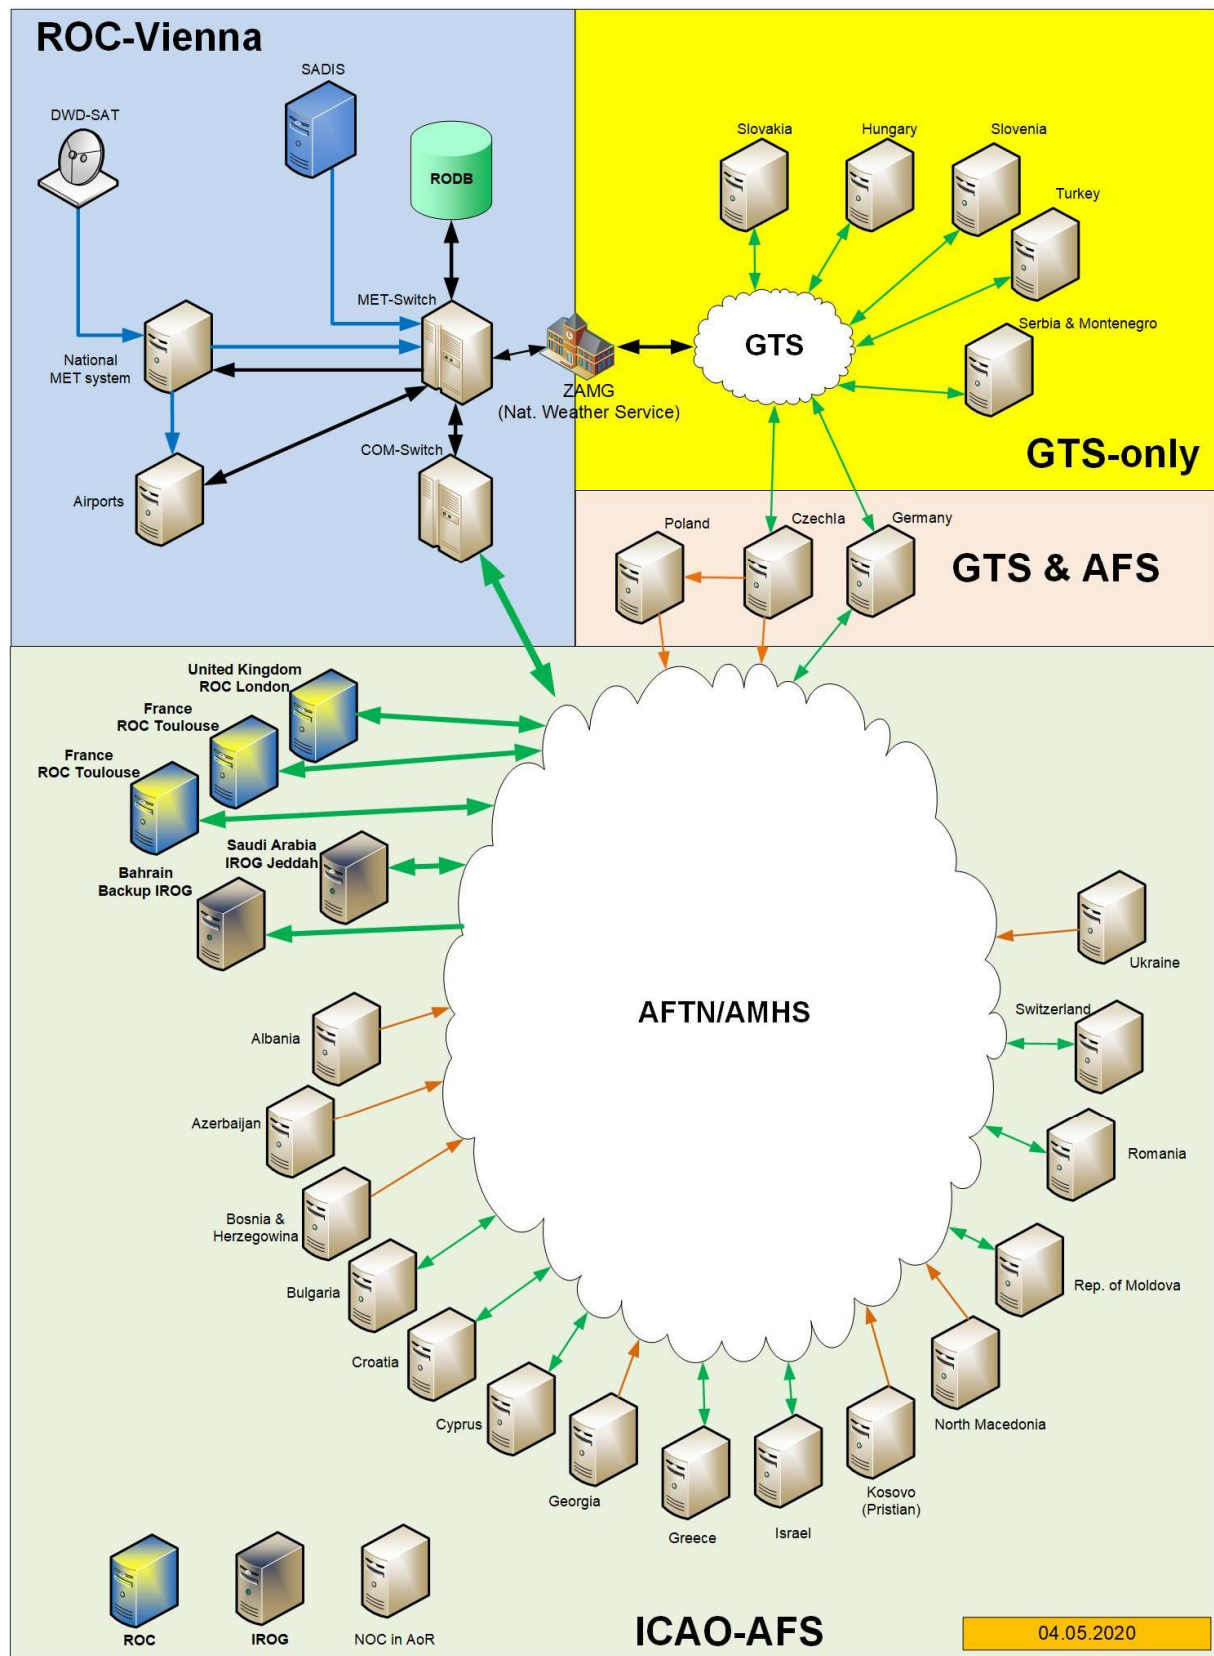 ROC-Vienna
SADIS
DWD-SAT
RODB
MET-Switch
National
MET system
ZAMG
(Nat. Weather Service)
COM-Switch
Airports
Slovakia
Hungary
Slovenia
Turkey
GTS
Serbia & Montenegro
GTS-only
Poland
Czechla
Germany
GTS & AFS
United Kingdom
ROC London
France
ROC Toulouse
France
ROC Toulouse
Saudi Arabia
IROG Jeddah
Bahrain
Backup IROG
AFTN/AMHS
Ukraine
Switzerland
Albania
Azerbaijan
Romania
Bosnia &
Herzegowina
Bulgaria
Rep. of Moldova
Croatia
Cyprus
North Macedonia
Georgia
Kosovo
(Pristian)
Greece
Israel
ROC
IROG
NOC in AoR
ICAO-AFS
04.05.2020